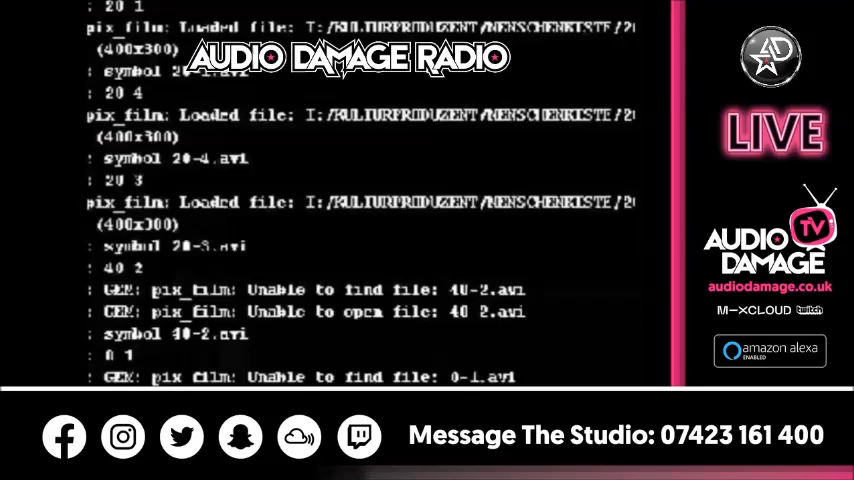 : 20 1
pix_film: Loaded file: I:/KULTURPRODUZENT/MENSCHENKISTE/2
(400x300)
AUDIO DAMAGE RADIO
: symbol 20-1.avi
: 20 4
pix_film: Loaded file: I:/KULTURPRODUZENT/MENSCHENKISTE/2
(400x300)
: symbol 20-4.avi
: 20 3
pix_film: Loaded file: I:/KULTURPRODUZENT/MENSCHENKISTE/2
(400x300)
: symbol 20-3.avi
: 40 2
: GEM: pix_film: Unable to find file: 40-2.avi
: GEM: pix_film: Unable to open file: 40-2.avi
: symbol 40-2.avi
: 0 1
: GEM: pix_film: Unable to find file: 0-1.avi
AD
LIVE
TV
AUDIO
DAMAGE
audiodamage.co.uk
MIXCLOUD twitch
amazon alexa
ENABLED
Message The Studio: 07423 161 400